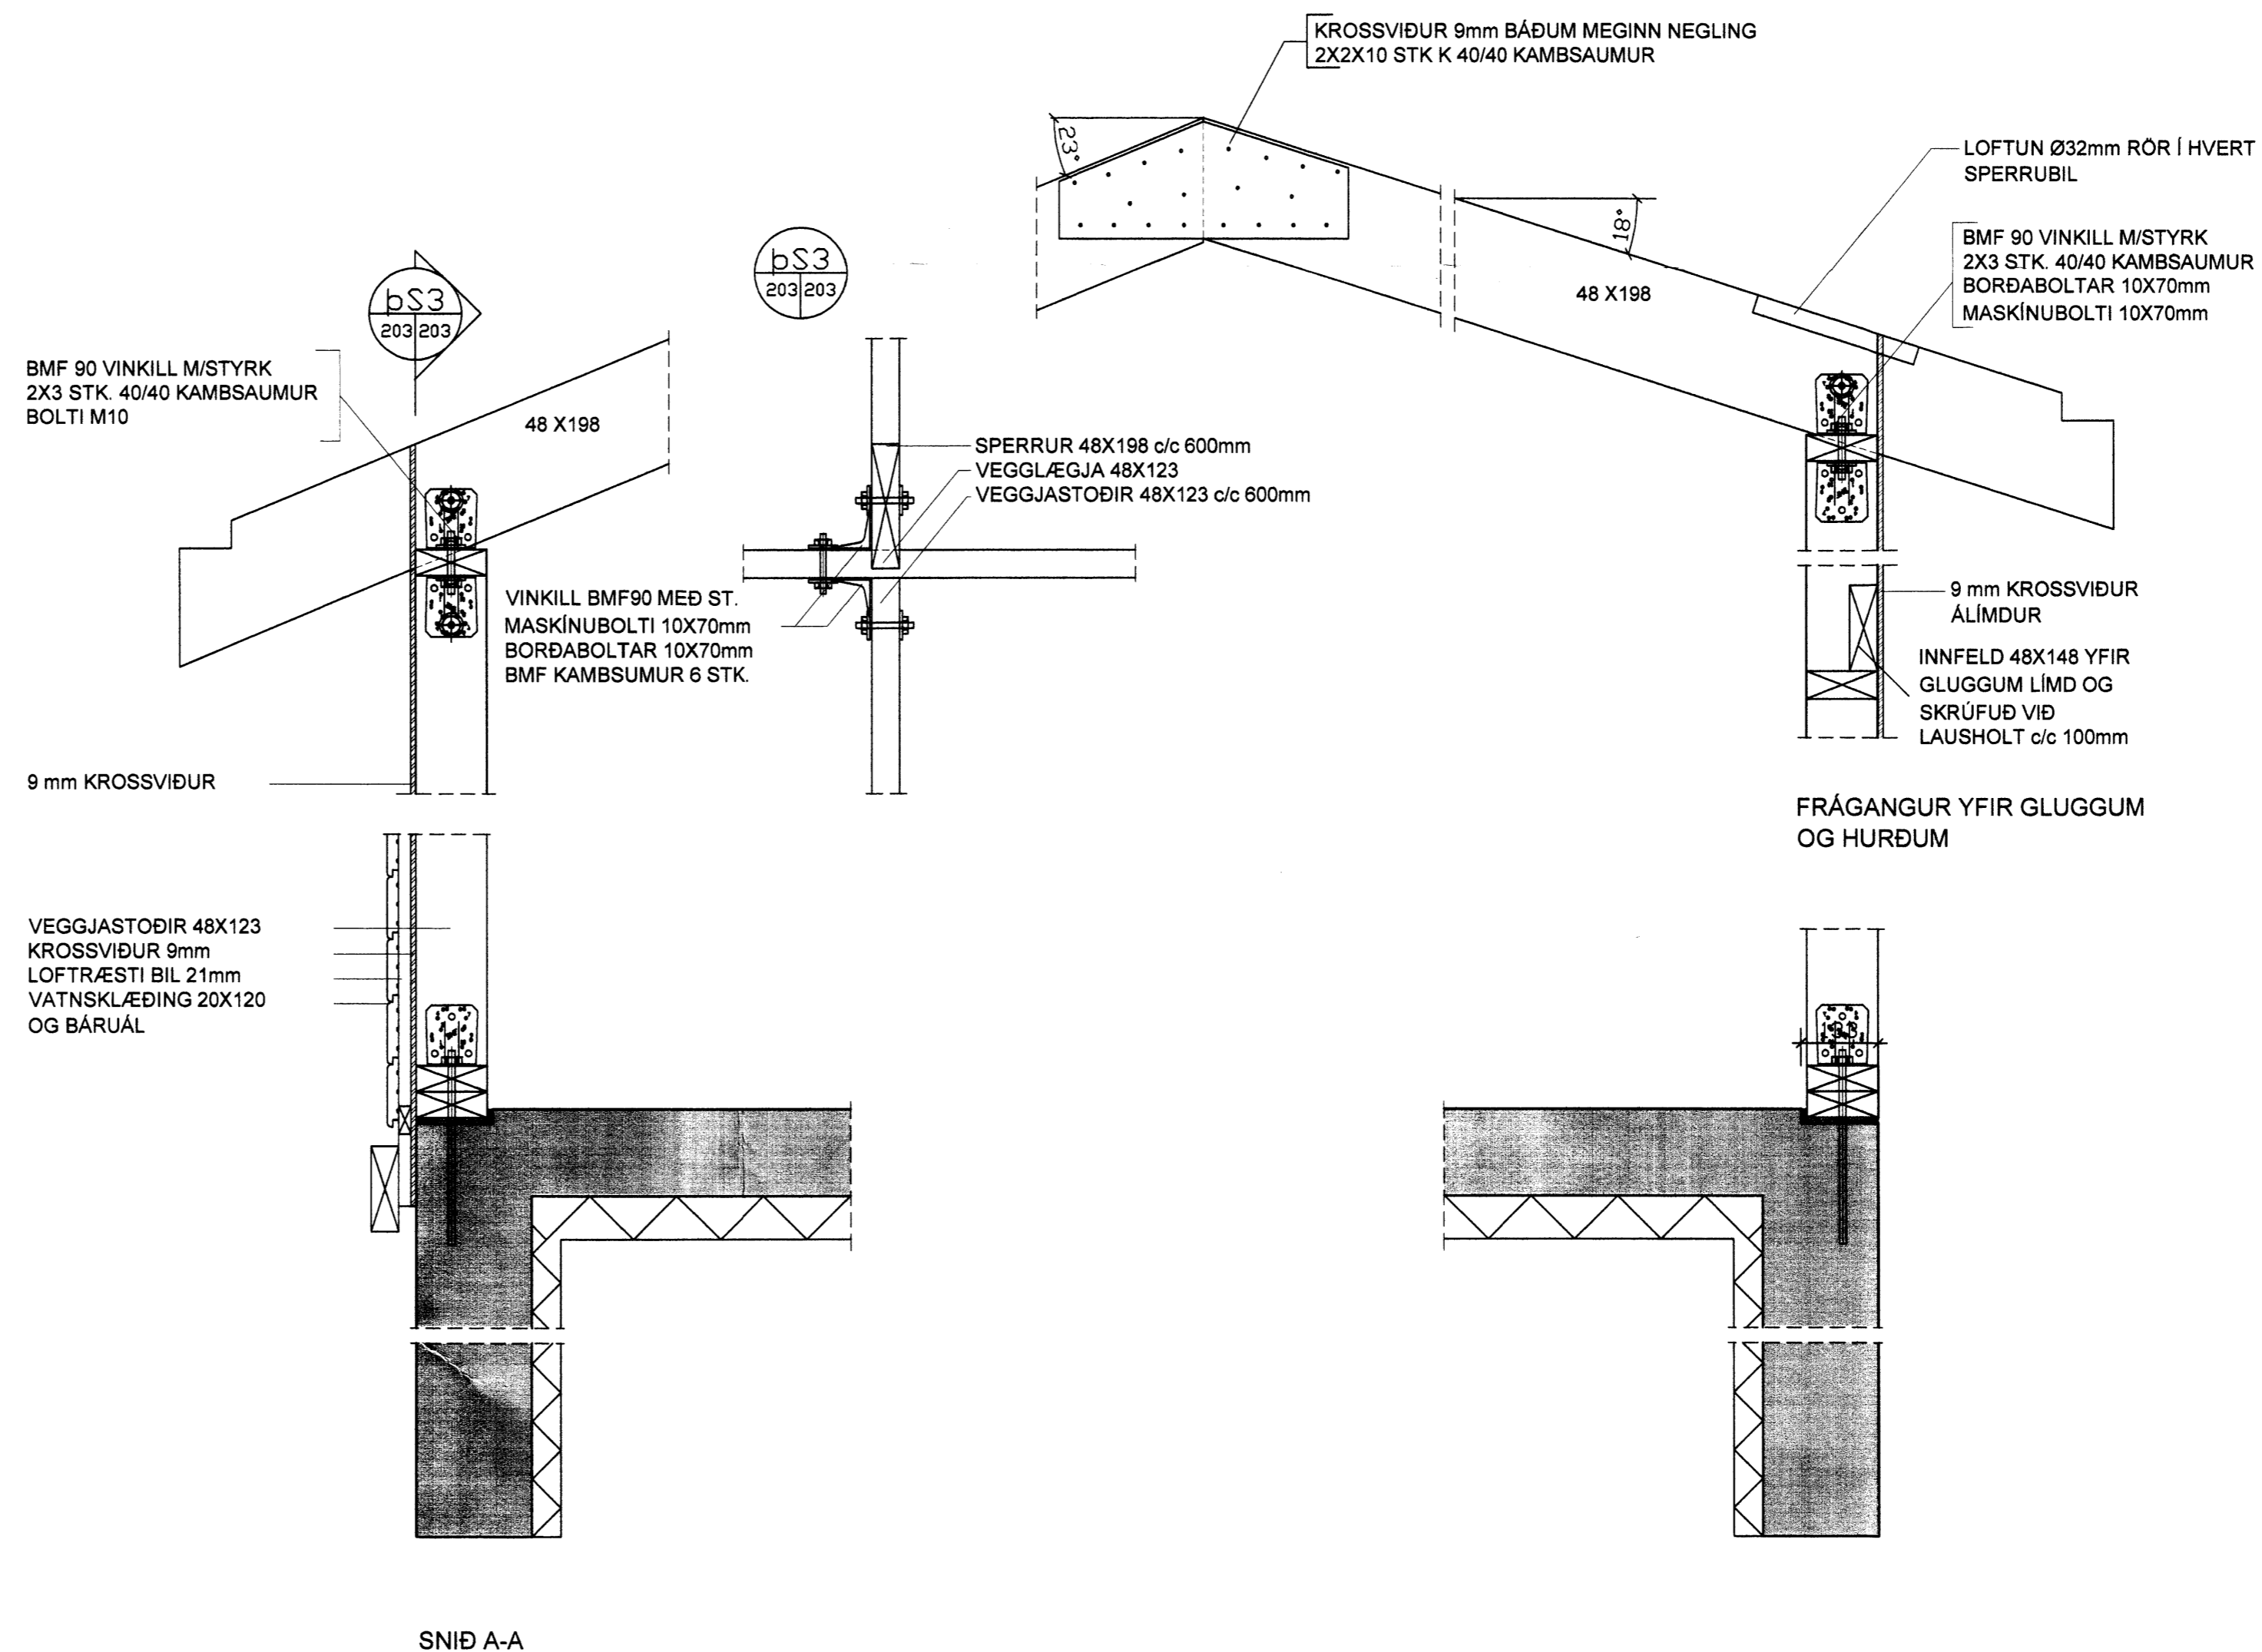 KROSSVIÐUR 9mm BÁÐUM MEGINN NEGLING
2X2X10 STK K 40/40 KAMBSAUMUR
23°
LOFTUN Ø32mm RÖR Í HVERT
SPERRUBIL
18°
BMF 90 VINKILL M/STYRK
2X3 STK. 40/40 KAMBSAUMUR
BORÐABOLTAR 10X70mm
MASKÍNUBOLTI 10X70mm
48 X198
pS3
203 203
pS3
203 203
BMF 90 VINKILL M/STYRK
2X3 STK. 40/40 KAMBSAUMUR
BOLTI M10
48 X198
SPERRUR 48X198 c/c 600mm
VEGGLÆGJA 48X123
VEGGJASTOÐIR 48X123 c/c 600mm
VINKILL BMF90 MEÐ ST.
MASKÍNUBOLTI 10X70mm
BORÐABOLTAR 10X70mm
BMF KAMBSUMUR 6 STK.
9 mm KROSSVIÐUR
ÁLÍMDUR
INNFELD 48X148 YFIR
GLUGGUM LÍMD OG
SKRÚFUÐ VIÐ
LAUSHOLT c/c 100mm
9 mm KROSSVIÐUR
FRÁGANGUR YFIR GLUGGUM
OG HURÐUM
VEGGJASTOÐIR 48X123
KROSSVIÐUR 9mm
LOFTRÆSTI BIL 21mm
VATNSKLÆÐING 20X120
OG BÁRUÁL
SNIÐ A-A